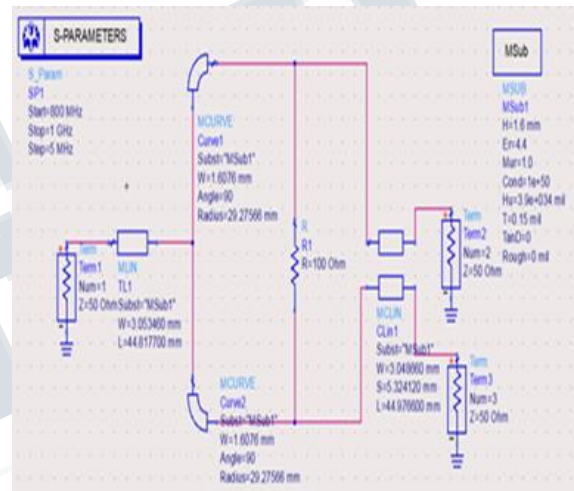 S-PARAMETERS
S_Param
SP1
Start=800 MHz
Stop=1 GHz
Step=5 MHz
MSub
MSUB
MSub1
H=1.6 mm
Er=4.4
Mur=1.0
Cond=1e+50
Hu=3.9e+034 mil
T=0.15 mil
TanD=0
Rough=0 mil
MCURVE
Curve1
Subst="MSub1"
W=1.6076 mm
Angle=90
Radius=29.27566 mm
R
R1
R=100 Ohm
Term
Term1
Num=1
Z=50 Ohm
MLIN
TL1
Subst="MSub1"
W=3.053460 mm
L=44.817700 mm
Term
Term2
Num=2
Z=50 Ohm
MCLIN
CLin1
Subst="MSub1"
W=3.048660 mm
S=5.324120 mm
L=44.976600 mm
Term
Term3
Num=3
Z=50 Ohm
MCURVE
Curve2
Subst="MSub1"
W=1.6076 mm
Angle=90
Radius=29.27566 mm